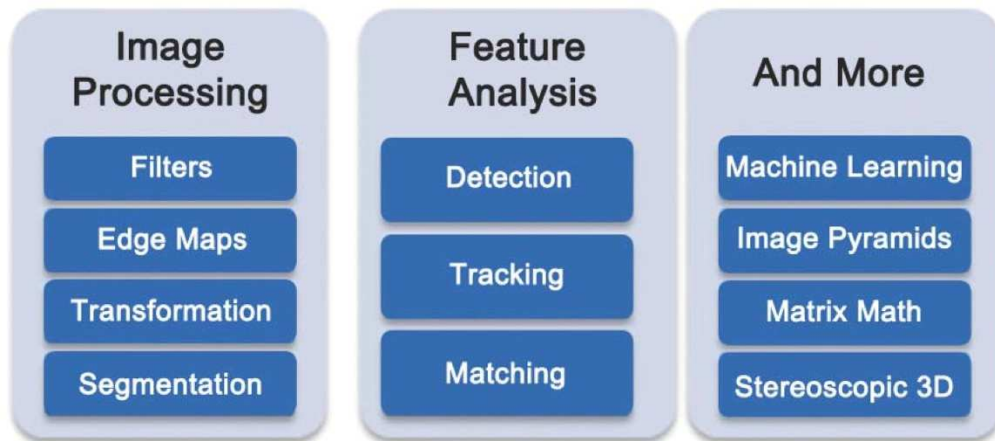 Image
Processing
Filters
Edge Maps
Transformation
Segmentation
Feature
Analysis
Detection
Tracking
Matching
And More
Machine Learning
Image Pyramids
Matrix Math
Stereoscopic 3D